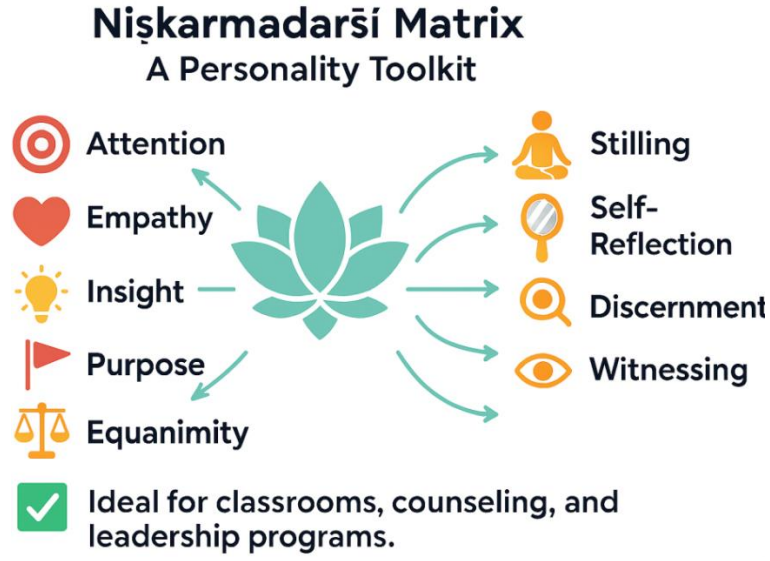 Niṣkarmadarśí Matrix
A Personality Toolkit
Attention
Empathy
Insight
Purpose
Equanimity
Stilling
Self-
Reflection
Discernment
Witnessing
Ideal for classrooms, counseling, and
leadership programs.